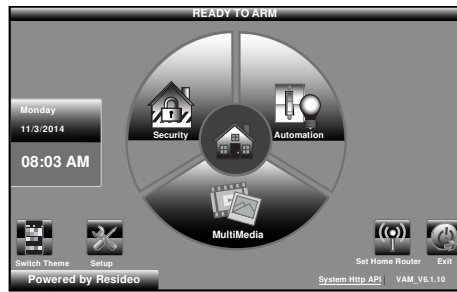 READY TO ARM
Monday
11/3/2014
08:03 AM
Security
Automation
MultiMedia
Switch Theme
Setup
Set Home Router
Exit
Powered by Resideo
System Http API | VAM_V6.1.10